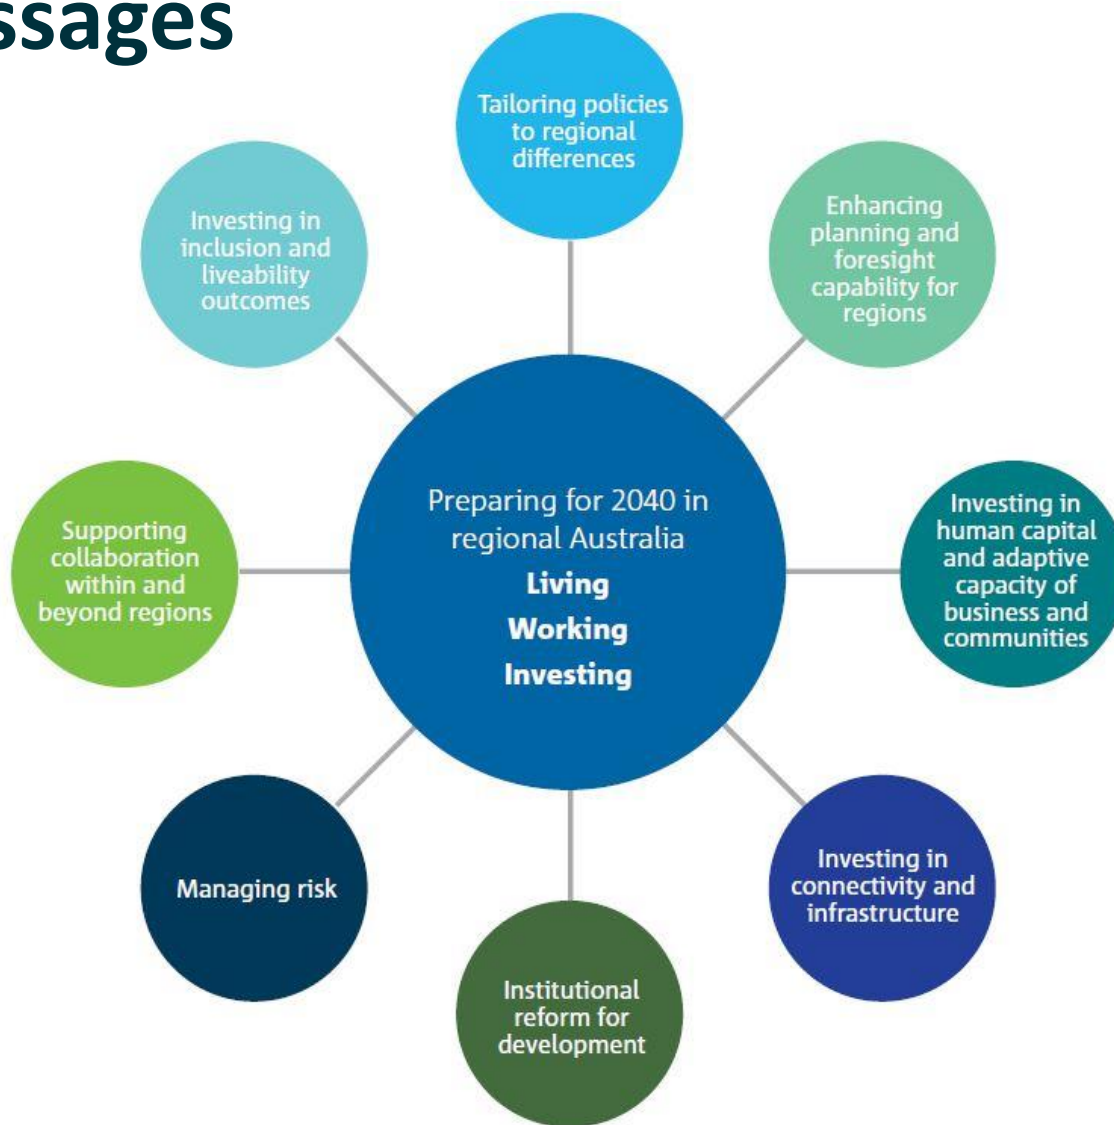 ssages
Tailoring policies
to regional
differences
Enhancing
planning and
foresight
capability for
regions
Investing in
human capital
and adaptive
capacity of
business and
communities
Investing in
connectivity and
infrastructure
Institutional
reform for
development
Managing risk
Supporting
collaboration
within and
beyond regions
Investing in
inclusion and
liveability
outcomes
Preparing for 2040 in
regional Australia
Living
Working
Investing